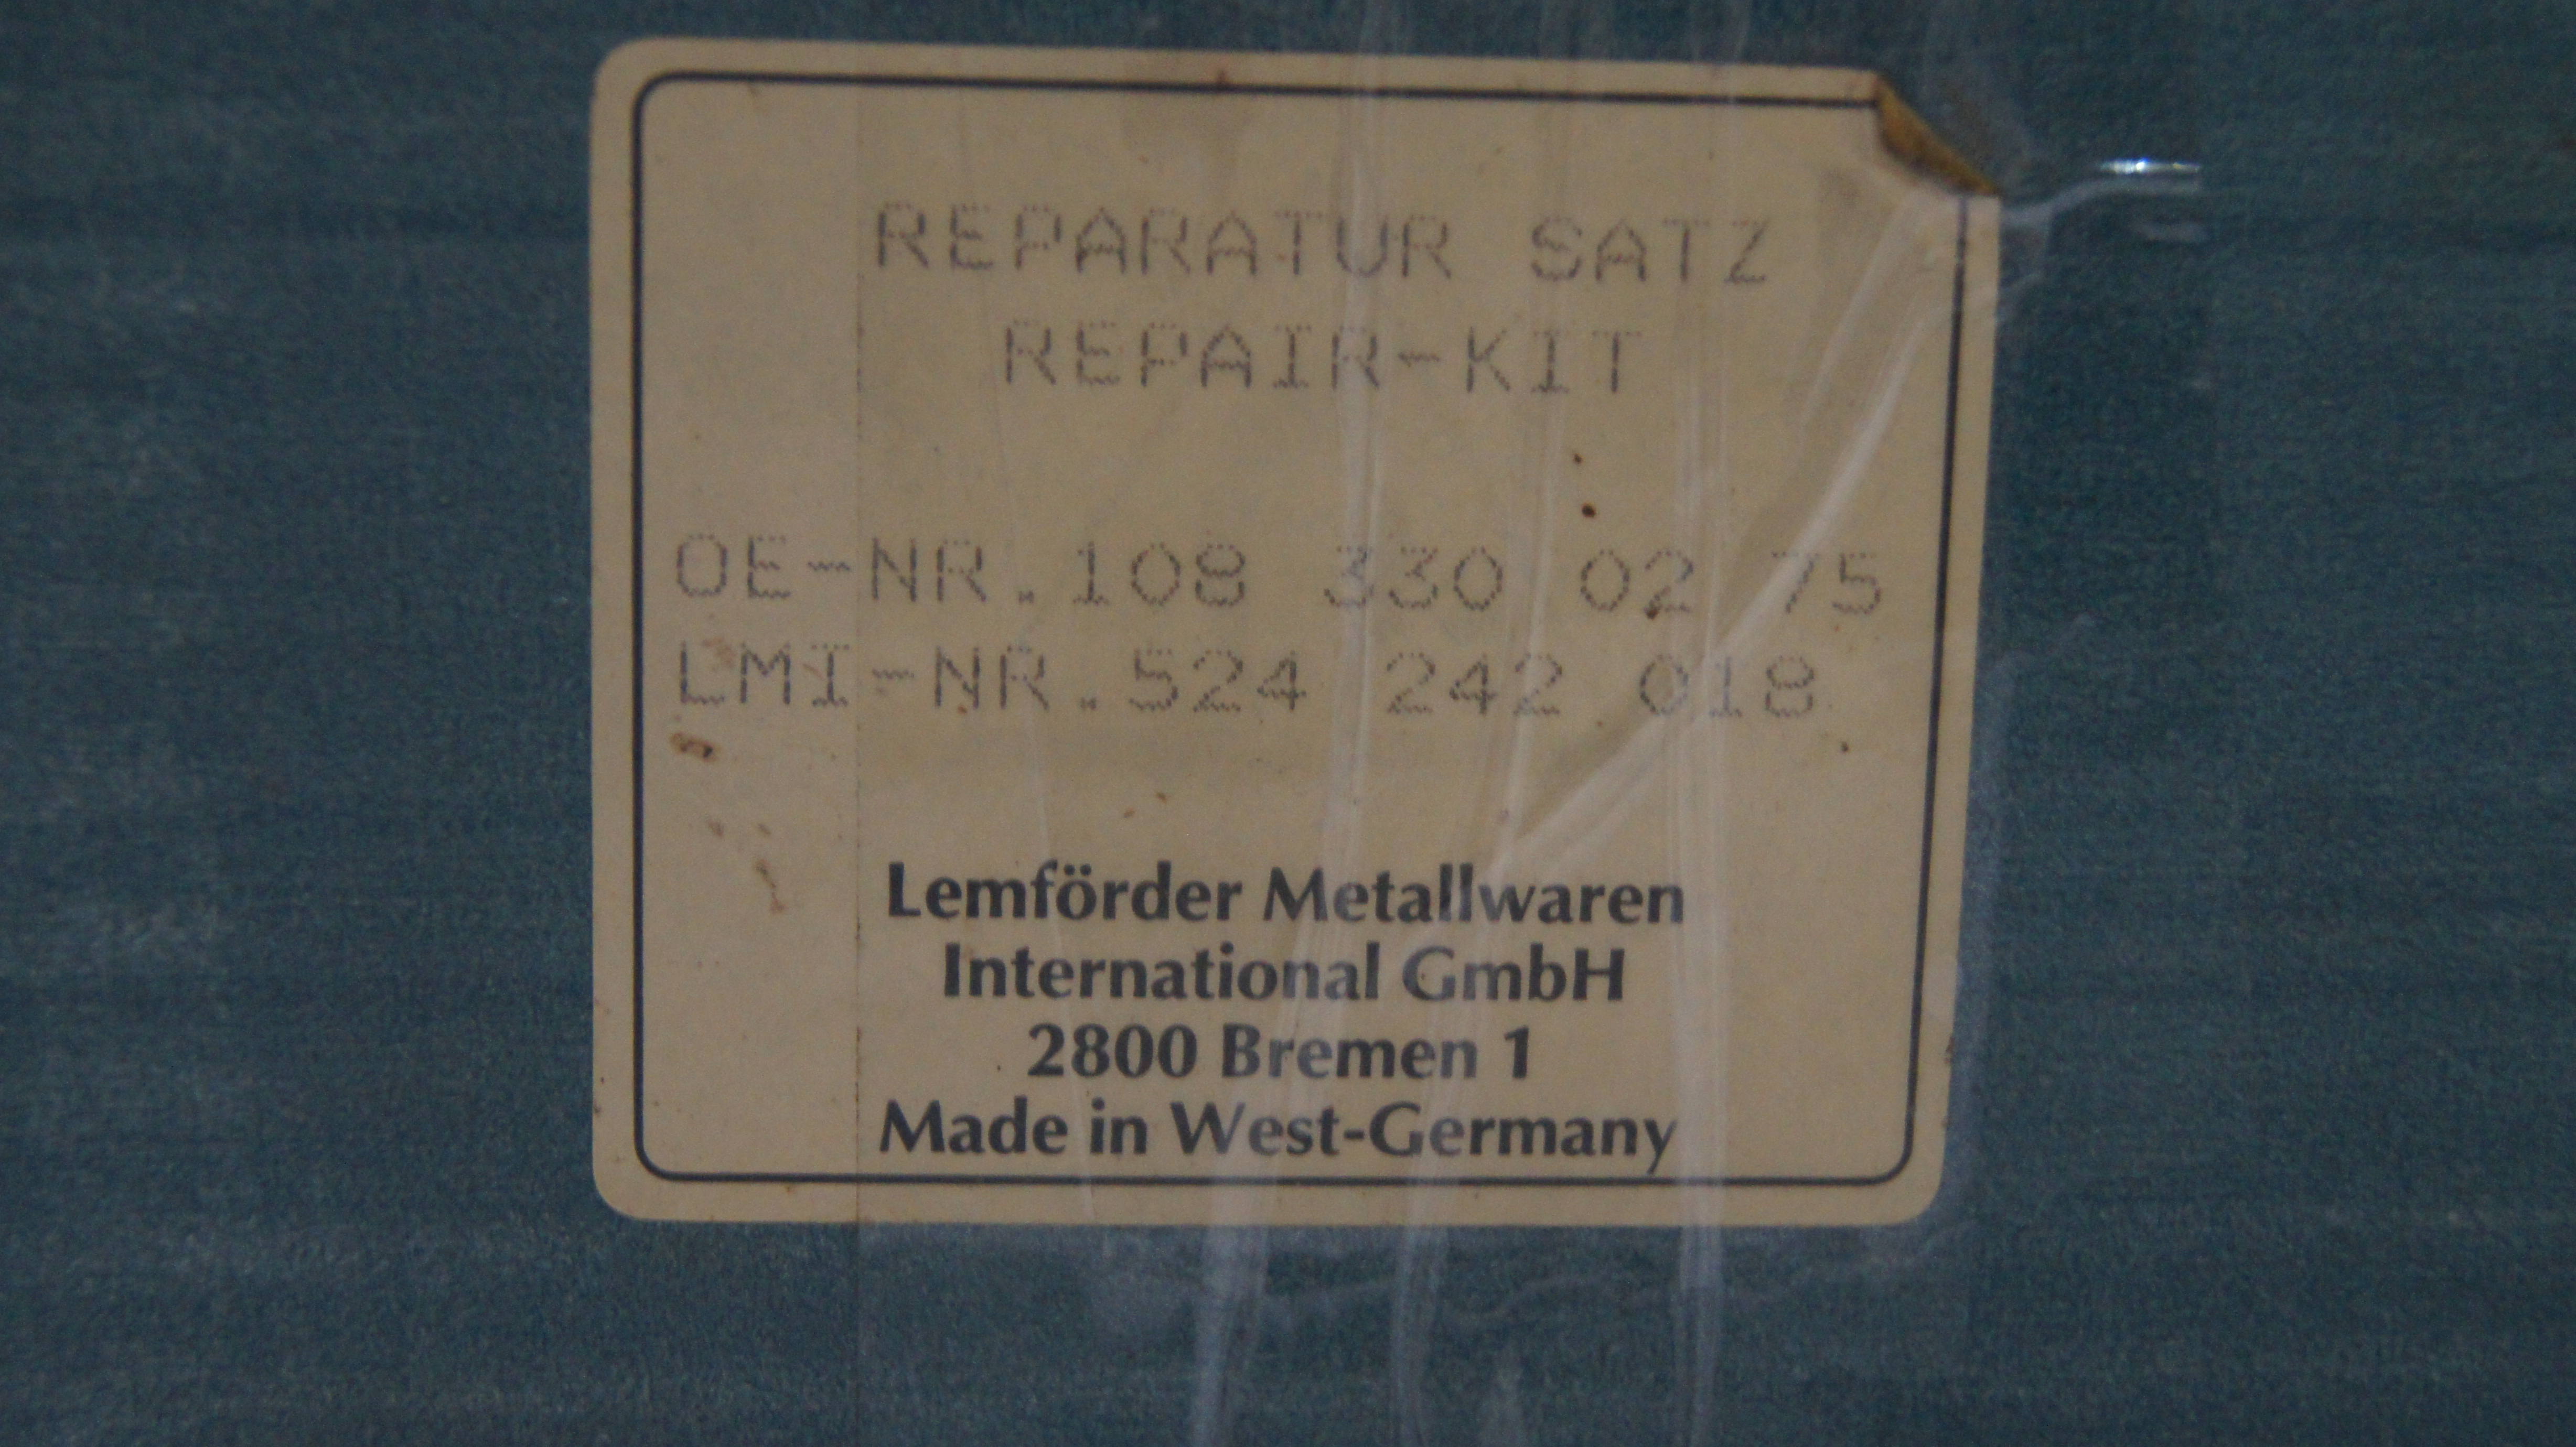 REPARATUR SATZ
REPAIR-KIT
OE-NR.108 330 02 75
LMI-NR.524 242 018
Lemförder Metallwaren
International GmbH
2800 Bremen 1
Made in West-Germany